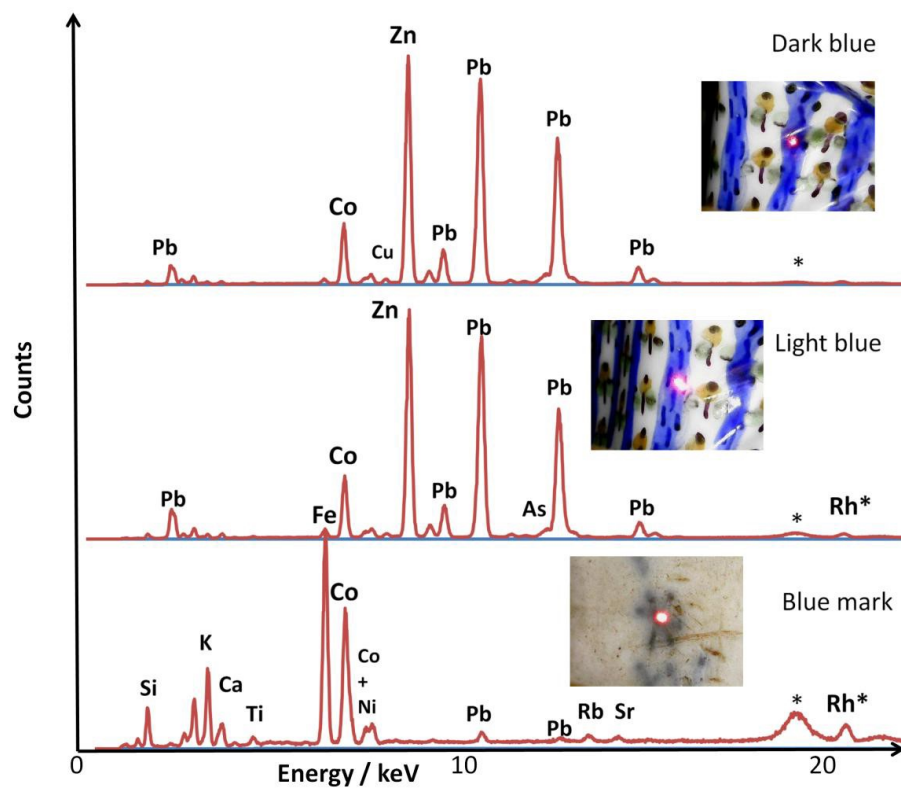 Counts
Zn
Dark blue
Pb
Pb
Co
Pb
Cu
Pb
Pb
*
Zn
Pb
Light blue
Pb
Co
Pb
Fe
Pb
As
Pb
*
Rh*
Co
Blue mark
K
Si
Ca
Ti
Co
+
Ni
Pb
Pb
Rb
Sr
*
Rh*
0
10
20
Energy / keV